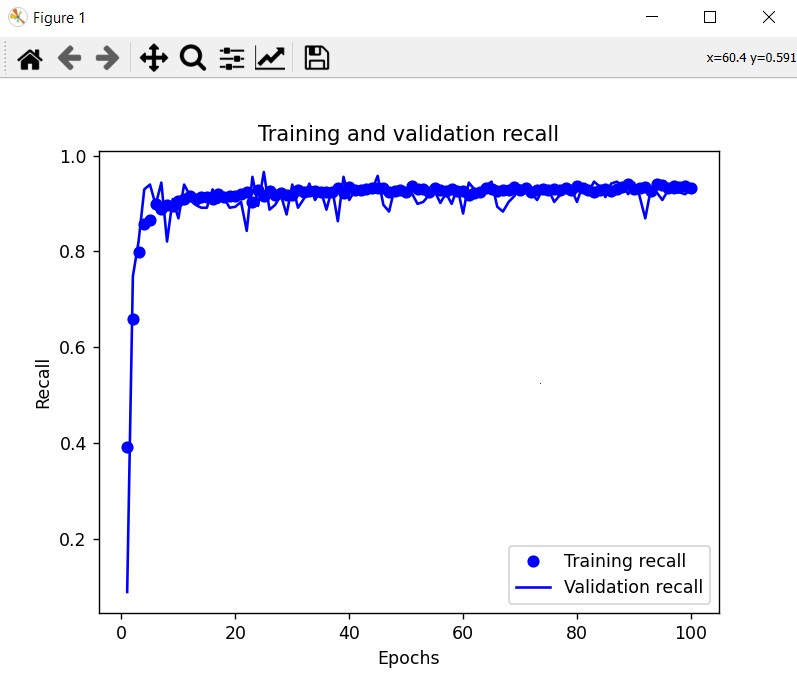 Figure 1
x=60.4 y=0.591
Training and validation recall
1.0
0.8
0.6
0.4
0.2
Recall
0 20 40 60 80 100
Epochs
Training recall
Validation recall